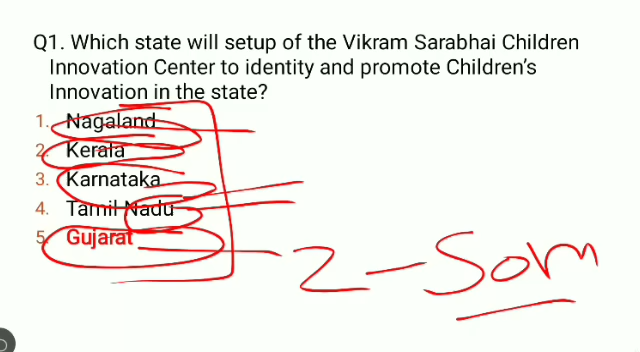 Q1. Which state will setup of the Vikram Sarabhai Children
Innovation Center to identity and promote Children's
Innovation in the state?
1. Nagaland
2. Kerala
3. Karnataka
4. Tamil Nadu
5. Gujarat
2-Som